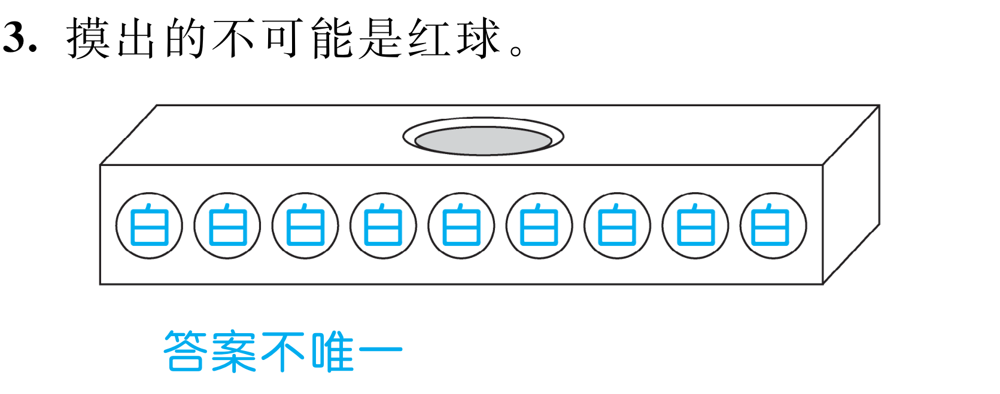 3. 摸出的不可能是红球。
白 白 白 白 白 白 白 白 白
答案不唯一